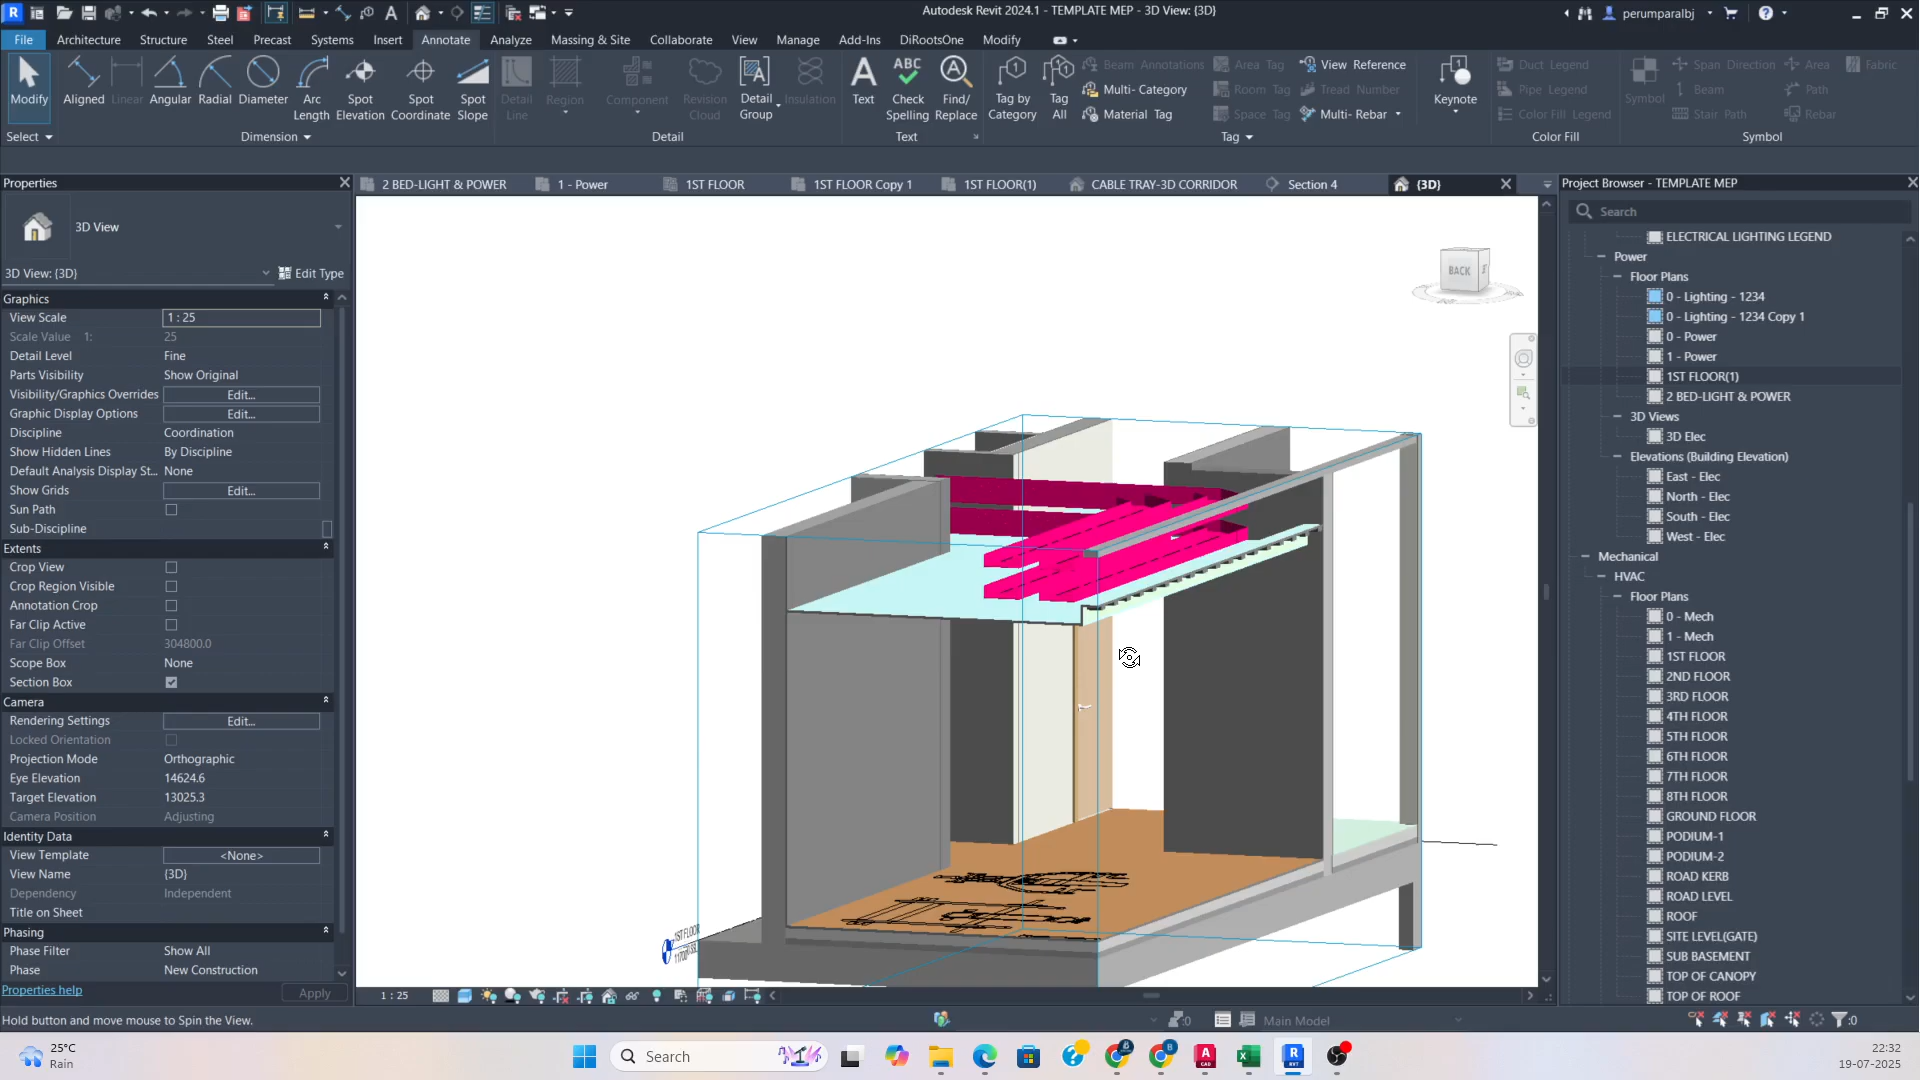 Autodesk Revit 2024.1 - TEMPLATE MEP - 3D View: {3D}
perumparalbj
File Architecture Structure Steel Precast Systems Insert Annotate Analyze Massing & Site Collaborate View Manage Add-Ins DiRootsOne Modify
Modify Aligned Linear Angular Radial Diameter Arc Length Spot Elevation Spot Coordinate Spot Slope
Detail Line Region Component Revision Cloud Detail Group Insulation
Text Check Spelling Find/ Replace
Tag by Category Tag All Beam Annotations Multi- Category Material Tag
Area Tag Room Tag Space Tag
View Reference Tread Number Multi- Rebar
Keynote
Duct Legend Pipe Legend Color Fill Legend
Symbol Span Direction Beam Stair Path Area Path Rebar Fabric
Select Dimension Detail Text Tag Color Fill Symbol
Properties
2 BED-LIGHT & POWER 1 - Power 1ST FLOOR 1ST FLOOR Copy 1 1ST FLOOR(1) CABLE TRAY-3D CORRIDOR Section 4 {3D}
Project Browser - TEMPLATE MEP
3D View
3D View: {3D} Edit Type
Graphics
View Scale 1 : 25
Scale Value 1: 25
Detail Level Fine
Parts Visibility Show Original
Visibility/Graphics Overrides Edit...
Graphic Display Options Edit...
Discipline Coordination
Show Hidden Lines By Discipline
Default Analysis Display St... None
Show Grids Edit...
Sun Path
Sub-Discipline
Extents
Crop View
Crop Region Visible
Annotation Crop
Far Clip Active
Far Clip Offset 304800.0
Scope Box None
Section Box
Camera
Rendering Settings Edit...
Locked Orientation
Projection Mode Orthographic
Eye Elevation 14624.6
Target Elevation 13025.3
Camera Position Adjusting
Identity Data
View Template <None>
View Name {3D}
Dependency Independent
Title on Sheet
Phasing
Phase Filter Show All
Phase New Construction
Properties help Apply
BACK
1ST FLOOR
Search
ELECTRICAL LIGHTING LEGEND
Power
Floor Plans
0 - Lighting - 1234
0 - Lighting - 1234 Copy 1
0 - Power
1 - Power
1ST FLOOR(1)
2 BED-LIGHT & POWER
3D Views
3D Elec
Elevations (Building Elevation)
East - Elec
North - Elec
South - Elec
West - Elec
Mechanical
HVAC
Floor Plans
0 - Mech
1 - Mech
1ST FLOOR
2ND FLOOR
3RD FLOOR
4TH FLOOR
5TH FLOOR
6TH FLOOR
7TH FLOOR
8TH FLOOR
GROUND FLOOR
PODIUM-1
PODIUM-2
ROAD KERB
ROAD LEVEL
ROOF
SITE LEVEL(GATE)
SUB BASEMENT
TOP OF CANOPY
TOP OF ROOF
1 : 25
Hold button and move mouse to Spin the View.
:0 Main Model :0
25°C
Rain
Search
22:32
19-07-2025